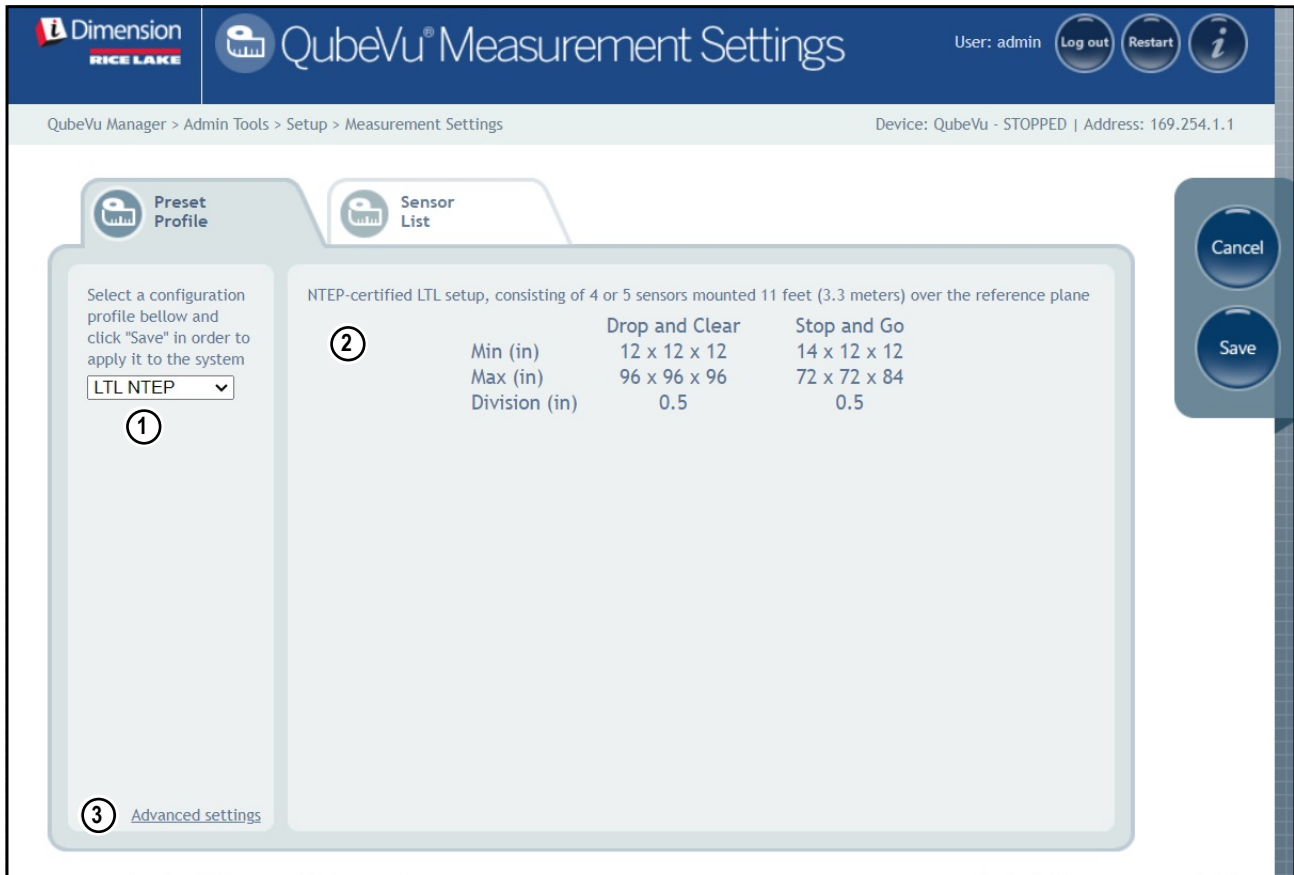 i Dimension
RICE LAKE
QubeVu® Measurement Settings
User: admin
Log out
Restart
i
QubeVu Manager > Admin Tools > Setup > Measurement Settings
Device: QubeVu - STOPPED | Address: 169.254.1.1
Preset
Profile
Sensor
List
Cancel
Save
Select a configuration
profile bellow and
click "Save" in order to
apply it to the system
LTL NTEP
1
NTEP-certified LTL setup, consisting of 4 or 5 sensors mounted 11 feet (3.3 meters) over the reference plane
2
Drop and Clear Stop and Go
Min (in) 12 x 12 x 12 14 x 12 x 12
Max (in) 96 x 96 x 96 72 x 72 x 84
Division (in) 0.5 0.5
3
Advanced settings